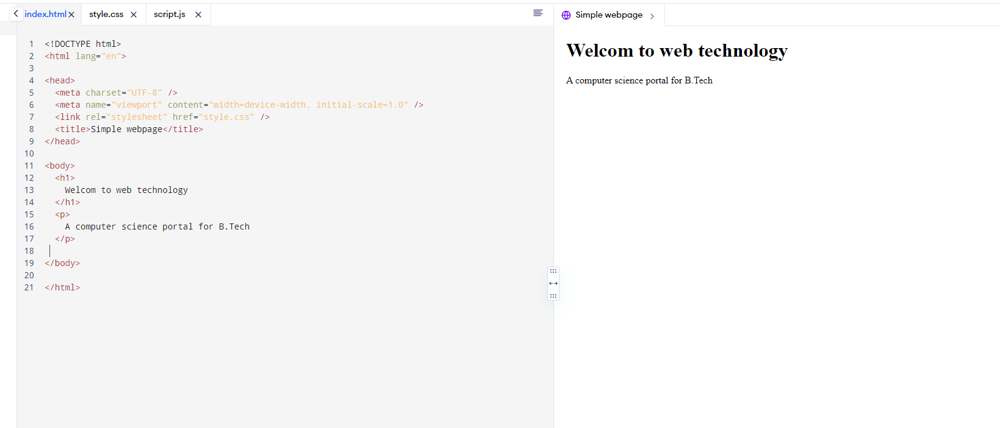 index.html
style.css
script.js
1 <!DOCTYPE html>
2 <html lang="en">
3
4 <head>
5 <meta charset="UTF-8" />
6 <meta name="viewport" content="width=device-width, initial-scale=1.0" />
7 <link rel="stylesheet" href="style.css" />
8 <title>Simple webpage</title>
9 </head>
10
11 <body>
12 <h1>
13 Welcom to web technology
14 </h1>
15 <p>
16 A computer science portal for B.Tech
17 </p>
18
19 </body>
20
21 </html>
Simple webpage
Welcom to web technology
A computer science portal for B.Tech